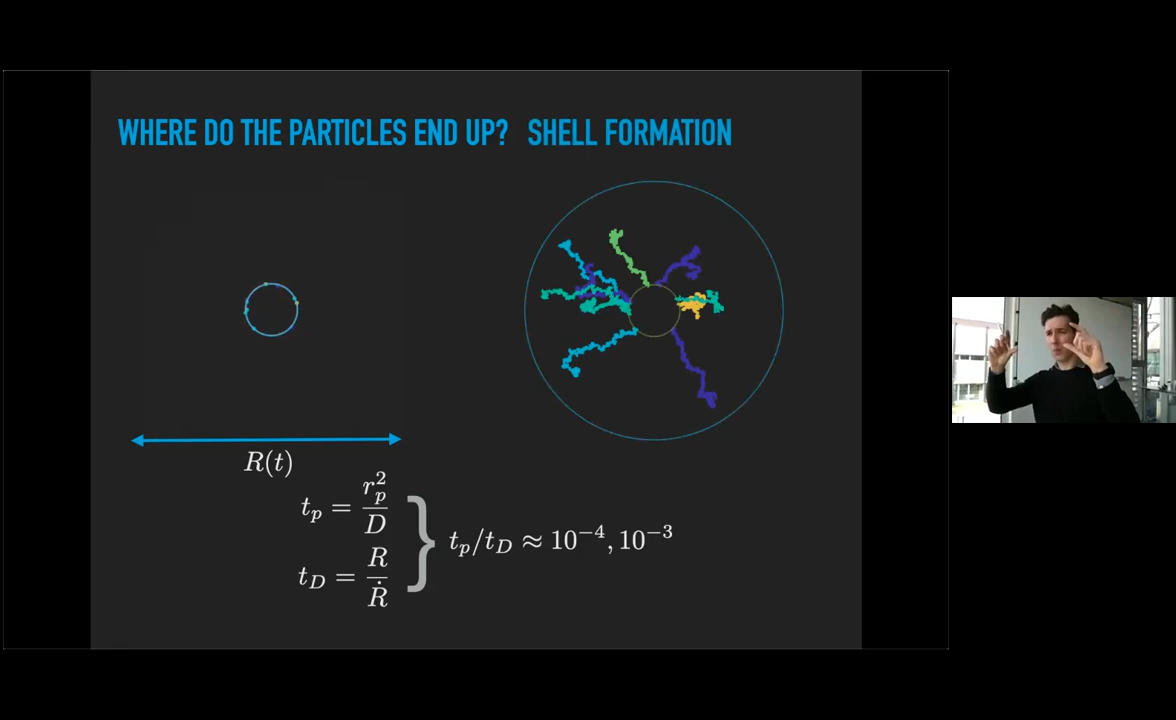 WHERE DO THE PARTICLES END UP? SHELL FORMATION
R(t)
t_p = r_p^2 / D
t_D = R / Ṙ
t_p/t_D ≈ 10^{-4}, 10^{-3}